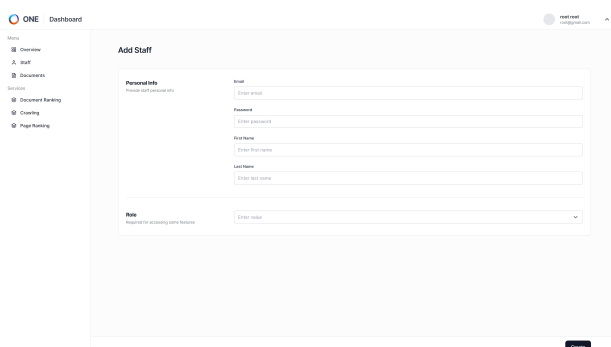 ONE Dashboard
root root
root@gmail.com
Menu
Overview
Staff
Documents
Services
Document Ranking
Crawling
Page Ranking
Add Staff
Personal Info
Provide staff personal info
Email
Enter email
Password
Enter password
First Name
Enter first name
Last Name
Enter last name
Role
Required for accessing some features
Enter value
Create